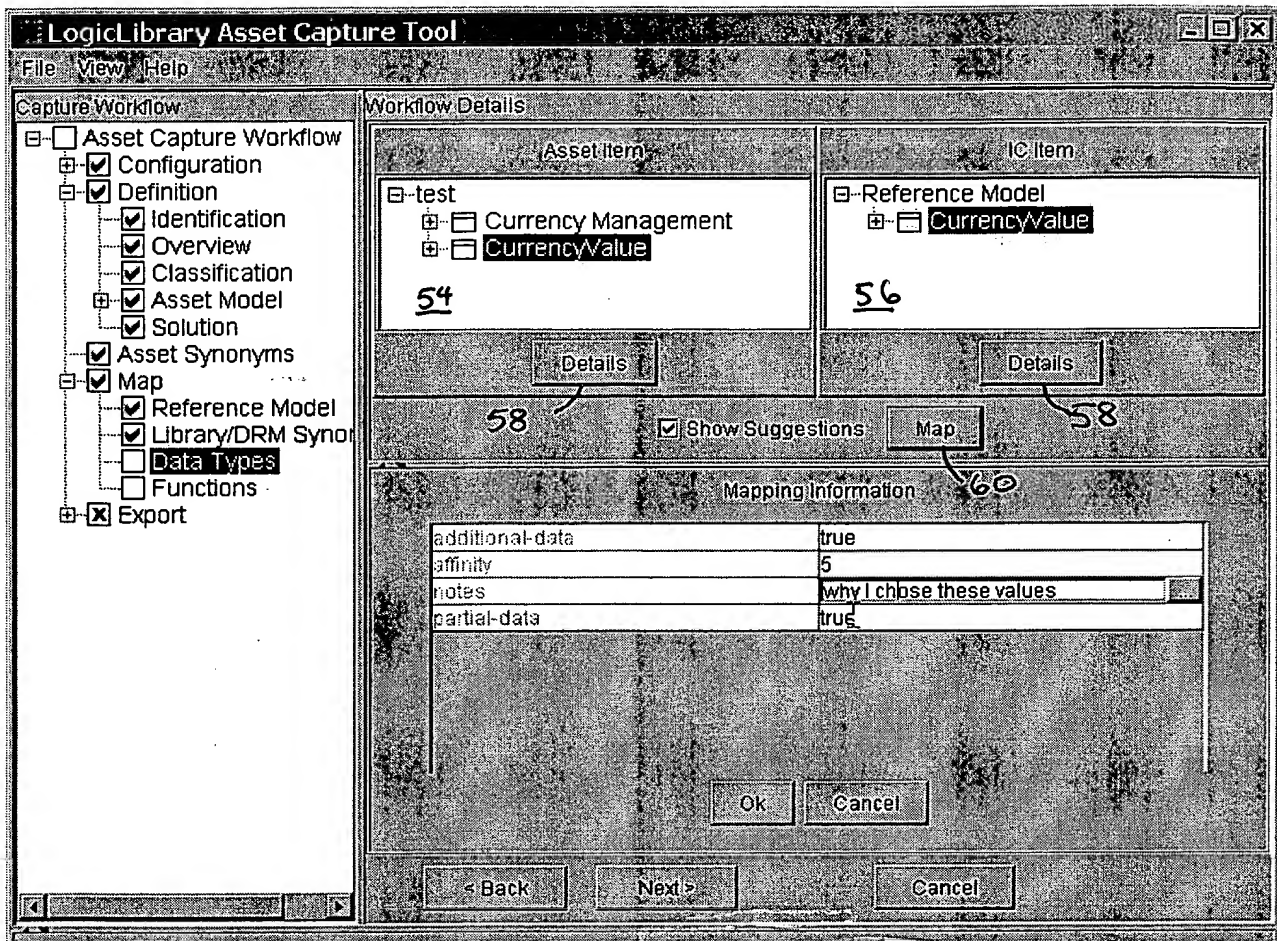 LogicLibrary Asset Capture Tool
File View Help
Capture Workflow
Asset Capture Workflow
Configuration
Definition
Identification
Overview
Classification
Asset Model
Solution
Asset Synonyms
Map
Reference Model
Library/DRM Synor
Data Types
Functions
Export
Workflow Details
Asset Item
test
Currency Management
CurrencyValue
54
Details
58
IC Item
Reference Model
CurrencyValue
56
Details
58
Show Suggestions
Map
60
Mapping Information
additional-data true
affinity 5
notes why I chose these values ...
partial-data true
Ok Cancel
< Back Next > Cancel